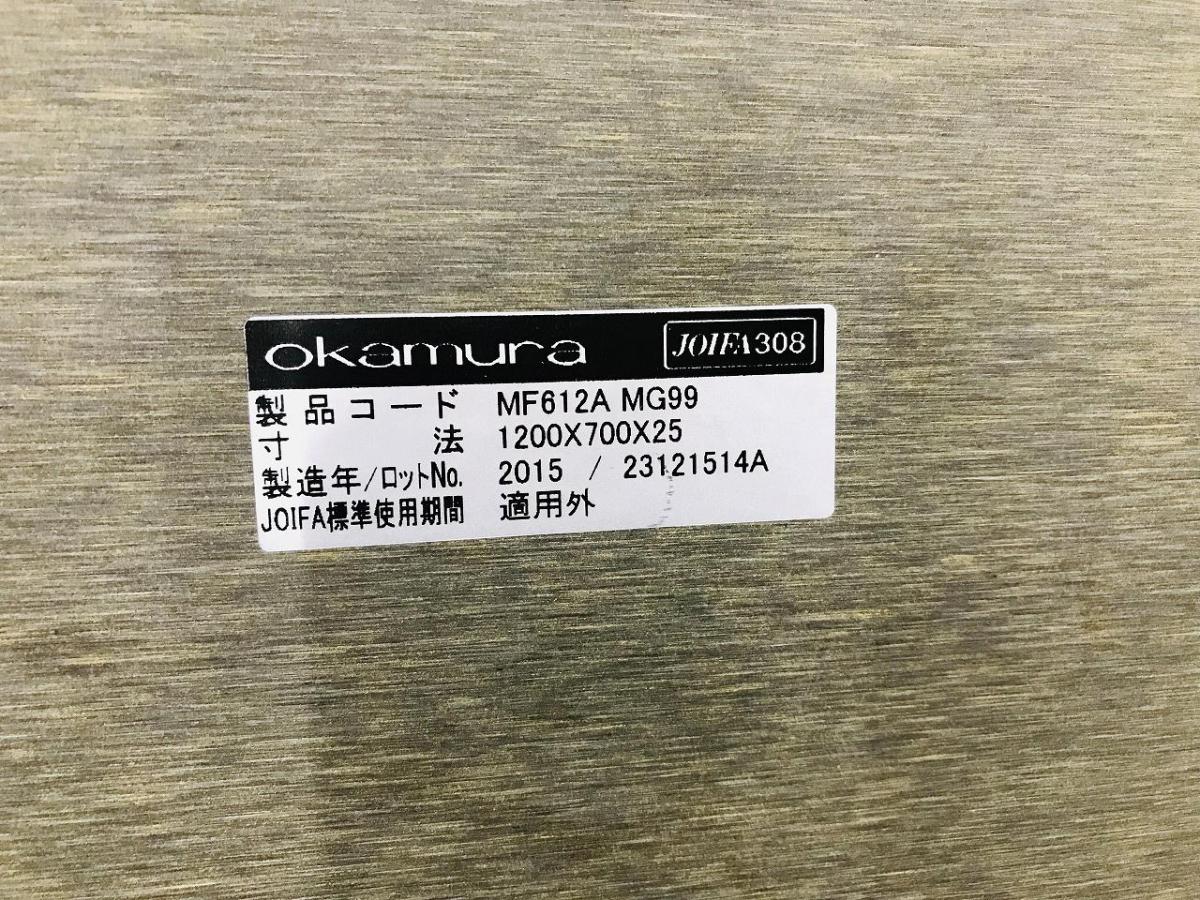 okamura JOIFA308
製品コード MF612A MG99
寸法 1200X700X25
製造年/ロットNo. 2015 / 23121514A
JOIFA標準使用期間 適用外